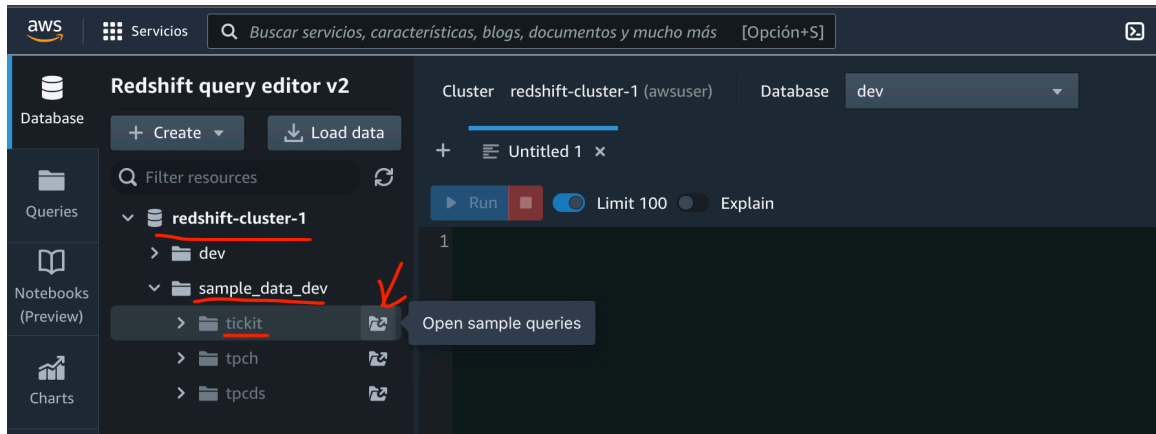 aws
Servicios
Buscar servicios, características, blogs, documentos y mucho más [Opción+S]
Database
Queries
Notebooks
(Preview)
Charts
Redshift query editor v2
+ Create
Load data
Filter resources
redshift-cluster-1
dev
sample_data_dev
tickit
tpch
tpcds
Open sample queries
Cluster redshift-cluster-1 (awsuser) Database dev
+ Untitled 1 ×
Run Limit 100 Explain
1